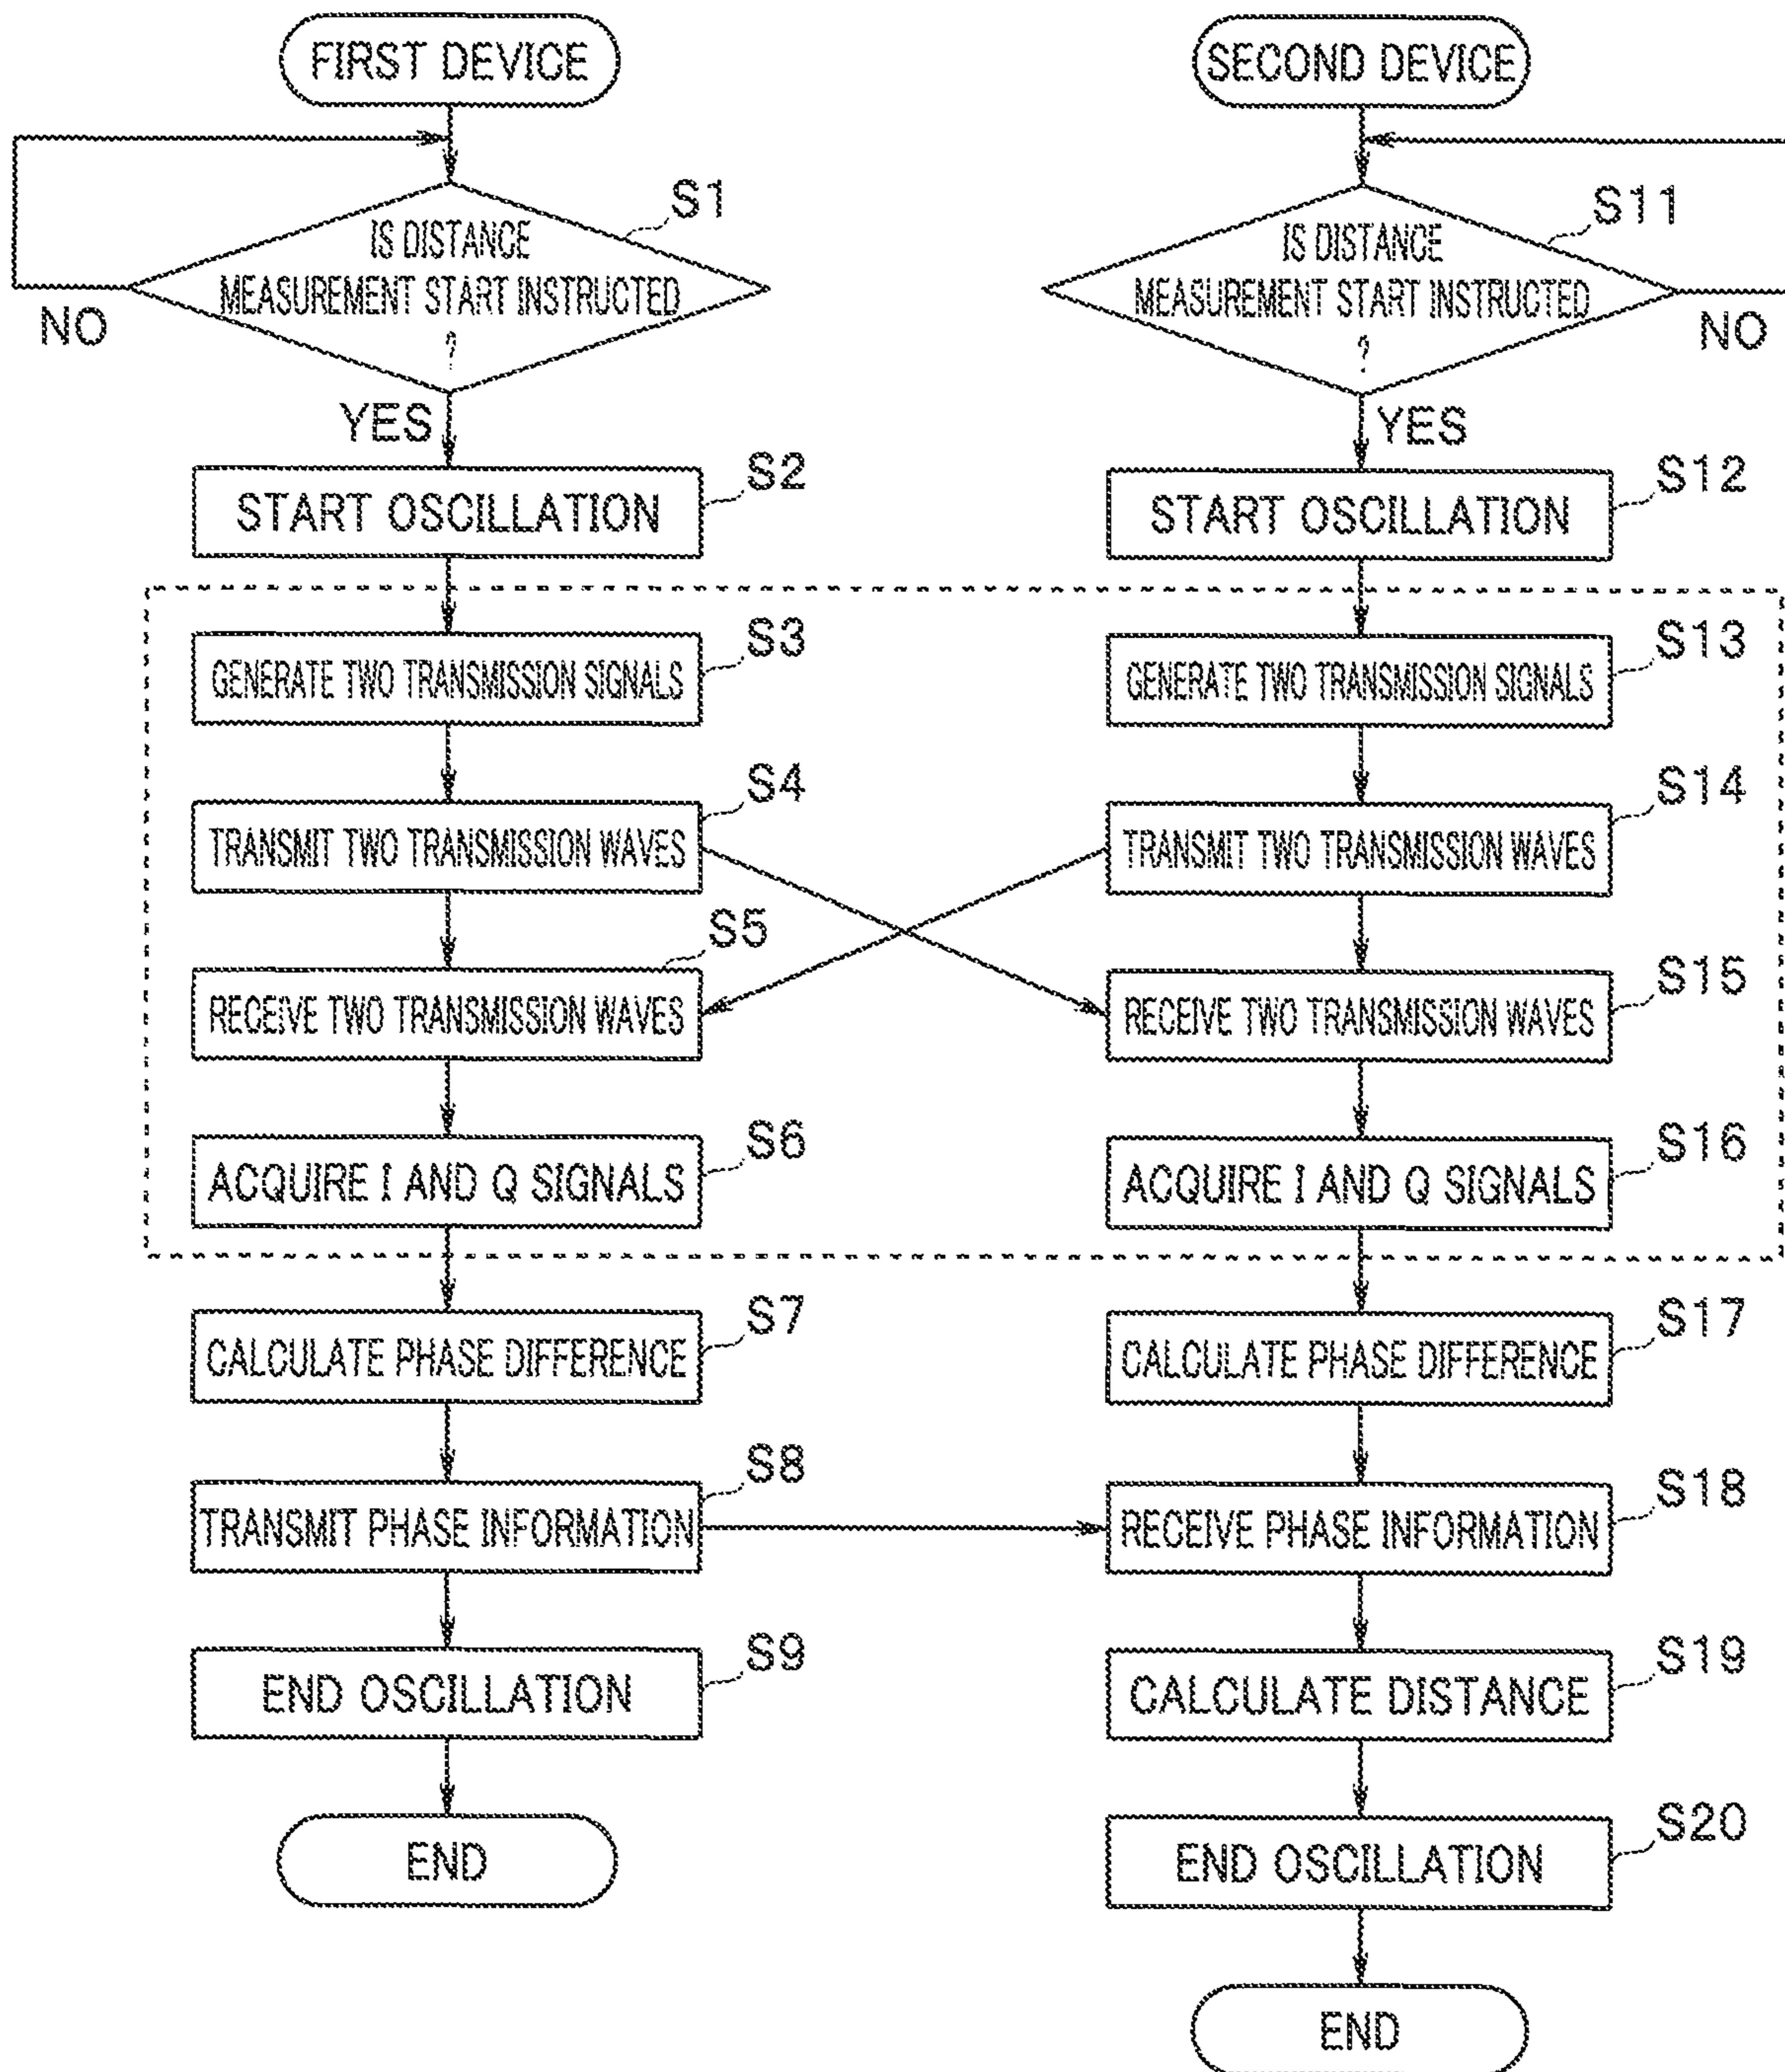 FIRST DEVICE
S1
IS DISTANCE
MEASUREMENT START INSTRUCTED
?
NO
YES
S2
START OSCILLATION
S3
GENERATE TWO TRANSMISSION SIGNALS
S4
TRANSMIT TWO TRANSMISSION WAVES
S5
RECEIVE TWO TRANSMISSION WAVES
S6
ACQUIRE I AND Q SIGNALS
S7
CALCULATE PHASE DIFFERENCE
S8
TRANSMIT PHASE INFORMATION
S9
END OSCILLATION
END
SECOND DEVICE
S11
IS DISTANCE
MEASUREMENT START INSTRUCTED
?
NO
YES
S12
START OSCILLATION
S13
GENERATE TWO TRANSMISSION SIGNALS
S14
TRANSMIT TWO TRANSMISSION WAVES
S15
RECEIVE TWO TRANSMISSION WAVES
S16
ACQUIRE I AND Q SIGNALS
S17
CALCULATE PHASE DIFFERENCE
S18
RECEIVE PHASE INFORMATION
S19
CALCULATE DISTANCE
S20
END OSCILLATION
END